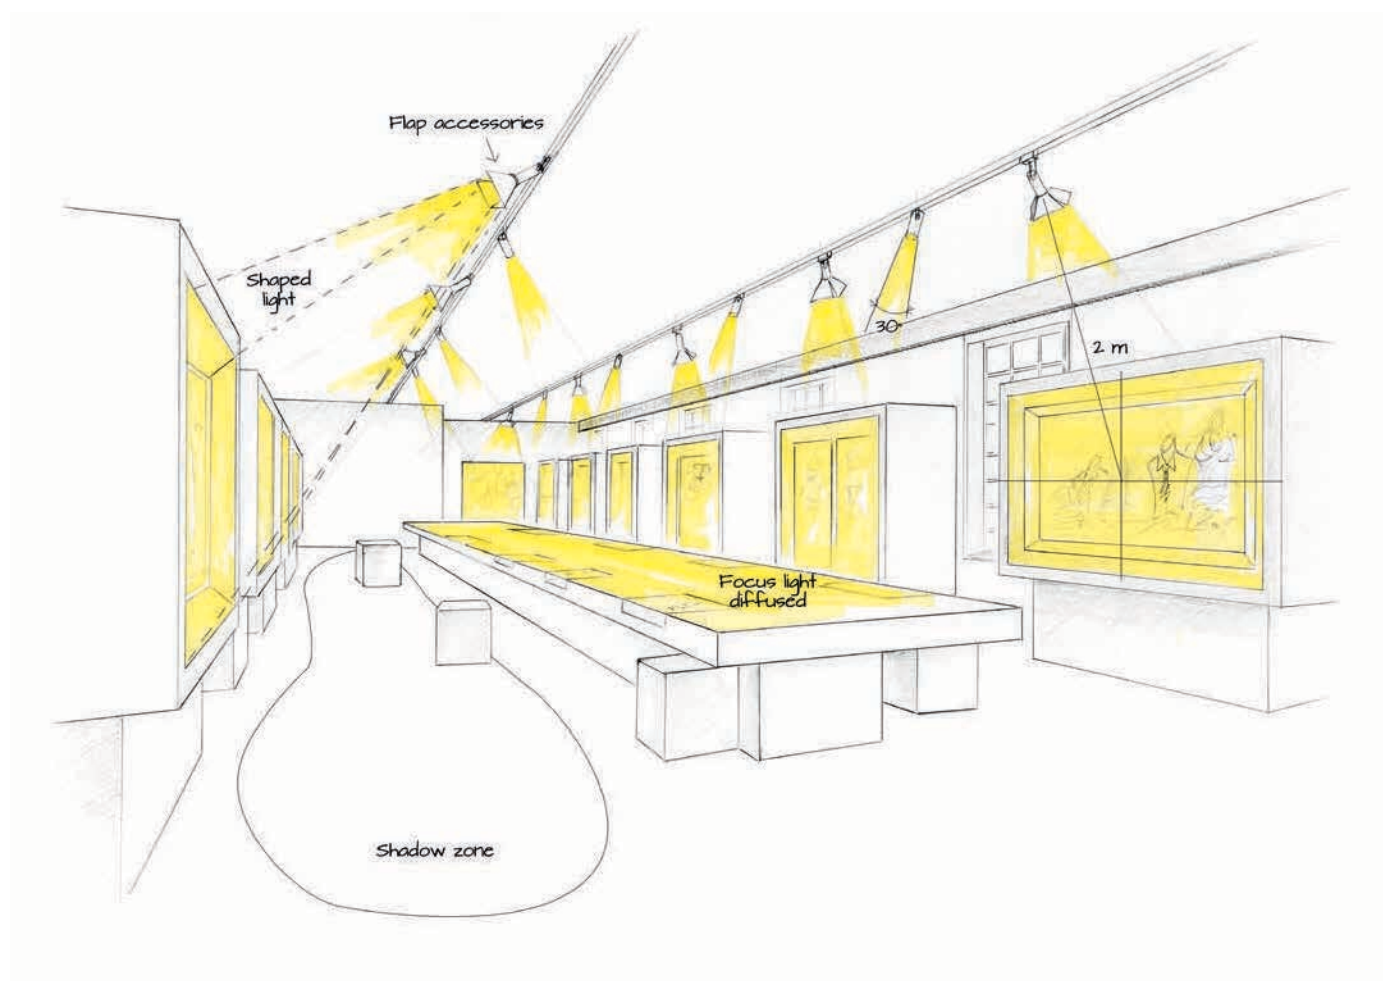 Flap accessories
Shaped
light
30°
2 m
Focus light
diffused
Shadow zone